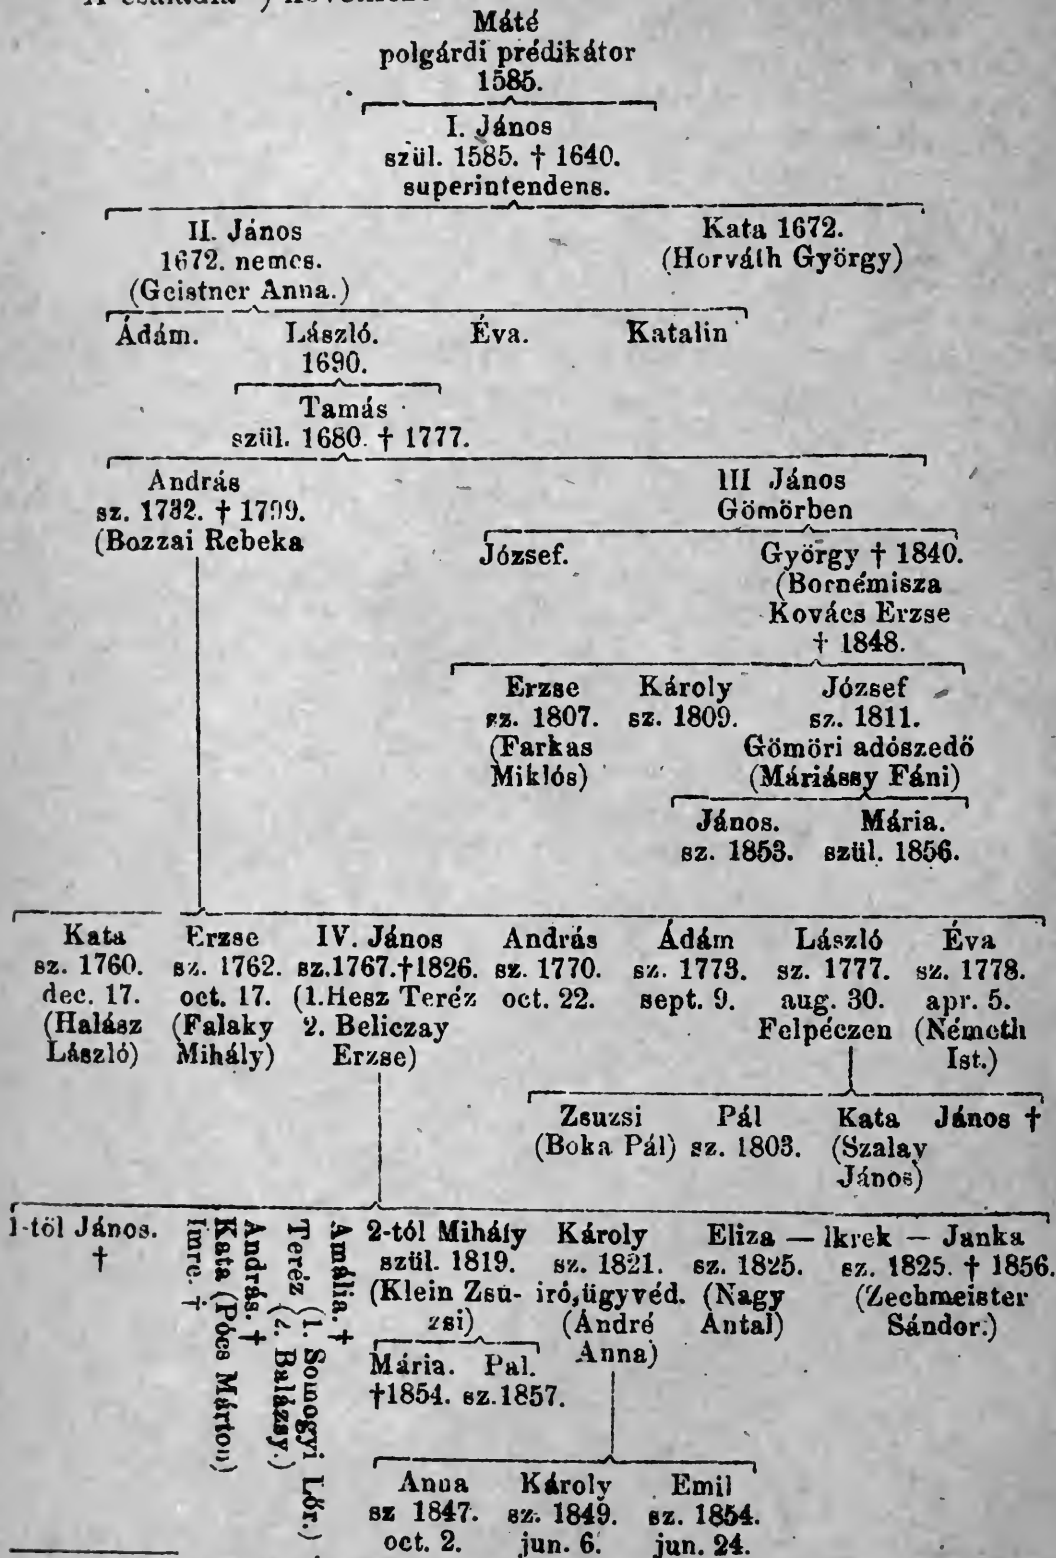 Máté
polgárdi prédikátor
1585.
I. János
szül. 1585. † 1640.
superintendens.
II. János Kata 1672.
1672. nemes. (Horváth György)
(Geistner Anna.)
Ádám. László. Éva. Katalin
1690.
Tamás
szül. 1680. † 1777.
András III János
sz. 1732. † 1799. Gömörben
(Bozzai Rebeka
József. György † 1840.
(Bornémisza
Kovács Erzse
† 1848.
Erzse Károly József
sz. 1807. sz. 1809. sz. 1811.
(Farkas Gömöri adószedő
Miklós) (Máriássy Fáni)
János. Mária.
sz. 1853. szül. 1856.
Kata Erzse IV. János András Ádám László Éva
sz. 1760. sz. 1762. sz.1767.†1826. sz. 1770. sz. 1773. sz. 1777. sz. 1778.
dec. 17. oct. 17. (1.Hesz Teréz oct. 22. sept. 9. aug. 30. apr. 5.
(Halász (Falaky 2. Beliczay Felpéczen (Németh
László) Mihály) Erzse) Ist.)
Zsuzsi Pál Kata János †
(Boka Pál) sz. 1803. (Szalay
János)
1-től János.
†
Imre. †
Kata (Pócs Márton)
András. †
Teréz (1. Somogyi Lőr.)
(2. Balázsy.)
Amália. †
2-tól Mihály Károly Eliza — Ikrek — Janka
szül. 1819. sz. 1821. sz. 1825. sz. 1825. † 1856.
(Klein Zsu- iró,ügyvéd. (Nagy (Zechmeister
zsi) (André Antal) Sándor.)
Mária. Pal. Anna)
†1854. sz.1857.
Anna Károly Emil
sz 1847. sz. 1849. sz. 1854.
oct. 2. jun. 6. jun. 24.